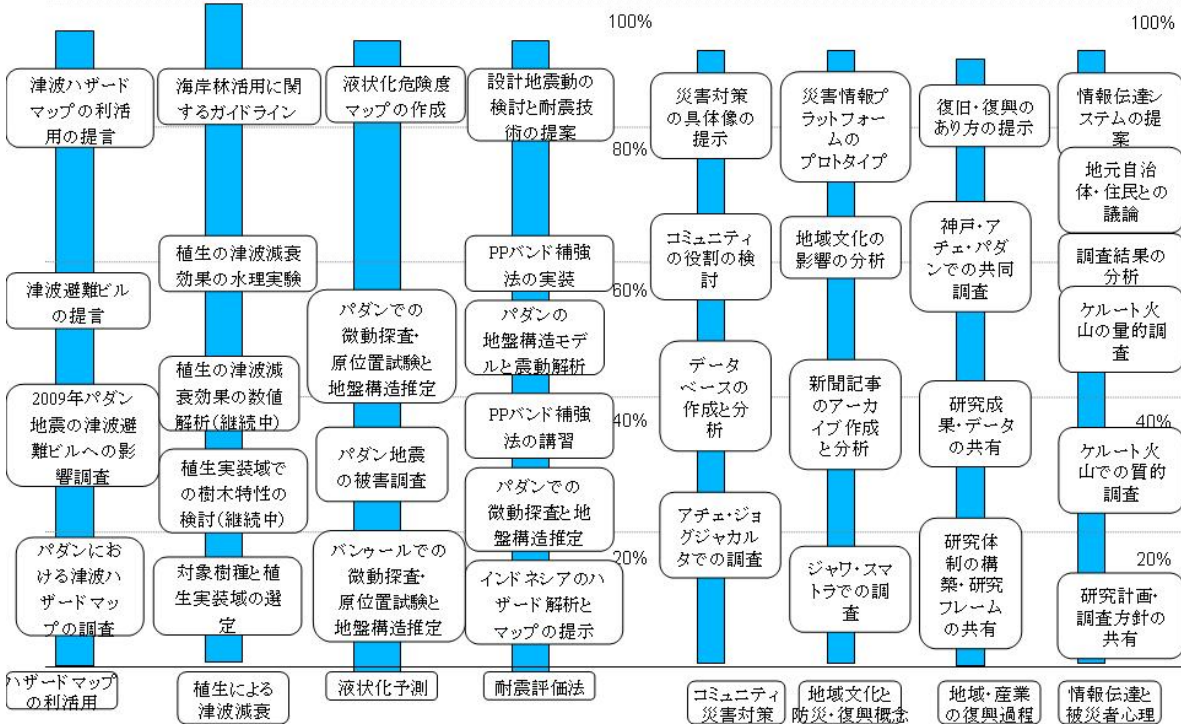 100%
80%
60%
40%
20%
津波ハザード
マップの利活
用の提言
津波避難ビル
の提言
2009年パダン
地震の津波避
難ビルへの影
響調査
パダンにお
ける津波ハ
ザードマッ
プの調査
ハザードマップ
の利活用
海岸林活用に関
するガイドライン
植生の津波減衰
効果の水理実験
植生の津波減
衰効果の数値
解析(継続中)
植生実装域で
の樹木特性の
検討(継続中)
対象樹種と植
生実装域の選
定
植生による
津波減衰
液状化危険度
マップの作成
パダンでの
微動探査・
原位置試験と
地盤構造推定
パダン地震
の被害調査
バンゥールでの
微動探査・
原位置試験と
地盤構造推定
液状化予測
設計地震動の
検討と耐震技
術の提案
PPバンド補強
法の実装
パダンの
地盤構造モデ
ルと震動解析
PPバンド補強
法の講習
パダンでの
微動探査と地
盤構造推定
インドネシアのハ
ザード解析と
マップの提示
耐震評価法
100%
40%
20%
災害対策
の具体像の
提示
コミュニティ
の役割の検
討
データ
ベースの
作成と分
析
アチェ・ジョ
グジャカル
タでの調査
コミュニティ
災害対策
災害情報プ
ラットフォー
ムの
プロトタイプ
地域文化の
影響の分析
新聞記事
のアーカ
イブ作成
と分析
ジャワ・スマ
トラでの調
査
地域文化と
防災・復興概念
復旧・復興の
あり方の提示
神戸・ア
チェ・パダ
ンでの共同
調査
研究成
果・データ
の共有
研究体
制の構
築・研究
フレーム
の共有
地域・産業
の復興過程
情報伝達シ
ステムの提
案
地元自治
体・住民との
議論
調査結果の
分析
ケルート火
山の量的調
査
ケルート火
山での質的
調査
研究計画・
調査方針の
共有
情報伝達と
被災者心理